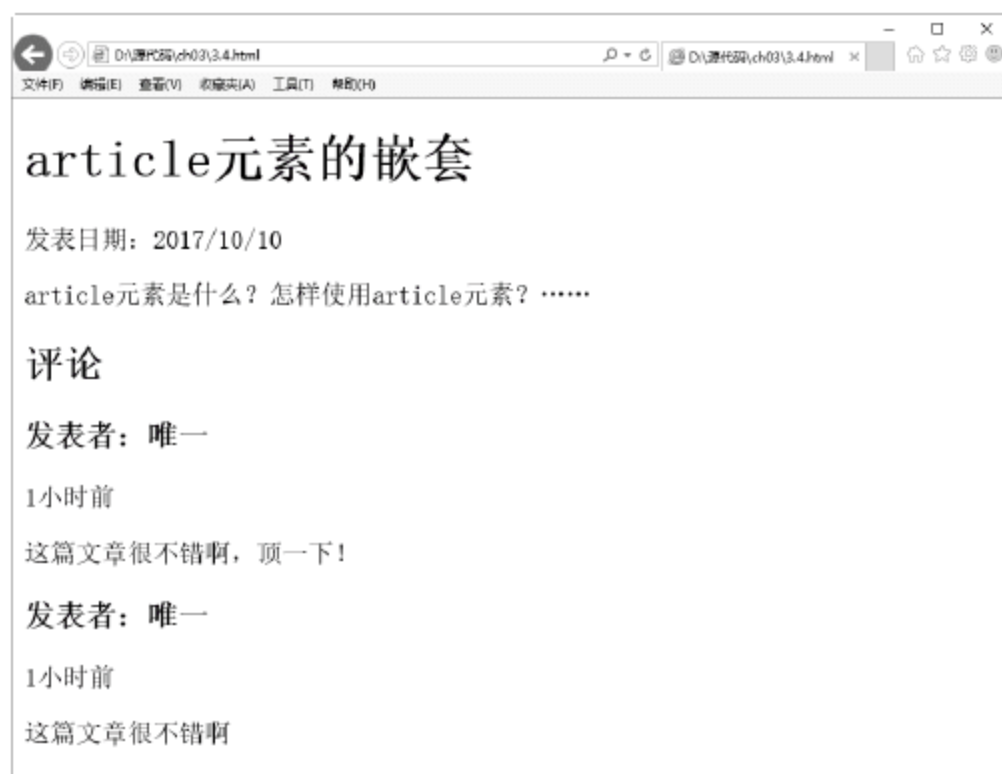 D:\源代码\ch03\3.4.html
D:\源代码\ch03\3.4.html
文件(F) 编辑(E) 查看(V) 收藏夹(A) 工具(T) 帮助(H)
article元素的嵌套
发表日期：2017/10/10
article元素是什么？怎样使用article元素？……
评论
发表者：唯一
1小时前
这篇文章很不错啊，顶一下！
发表者：唯一
1小时前
这篇文章很不错啊